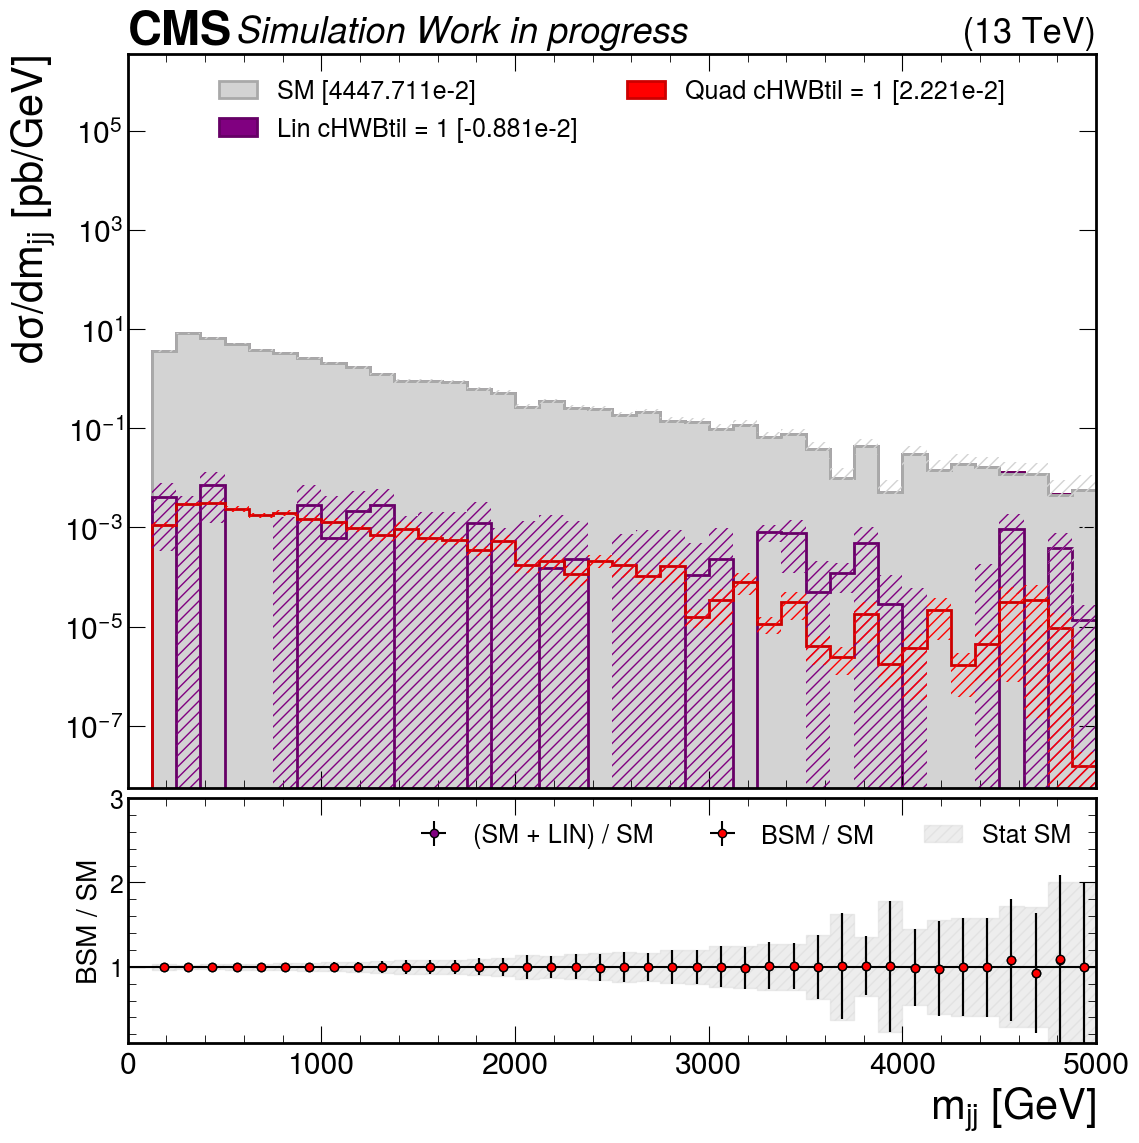 CMS Simulation Work in progress (13 TeV)
SM [4447.711e-2]
Quad cHWBtil = 1 [2.221e-2]
Lin cHWBtil = 1 [-0.881e-2]
dσ/dm_jj [pb/GeV]
10^5
10^3
10^1
10^−1
10^−3
10^−5
10^−7
(SM + LIN) / SM
BSM / SM
Stat SM
BSM / SM
3
2
1
0 1000 2000 3000 4000 5000
m_jj [GeV]